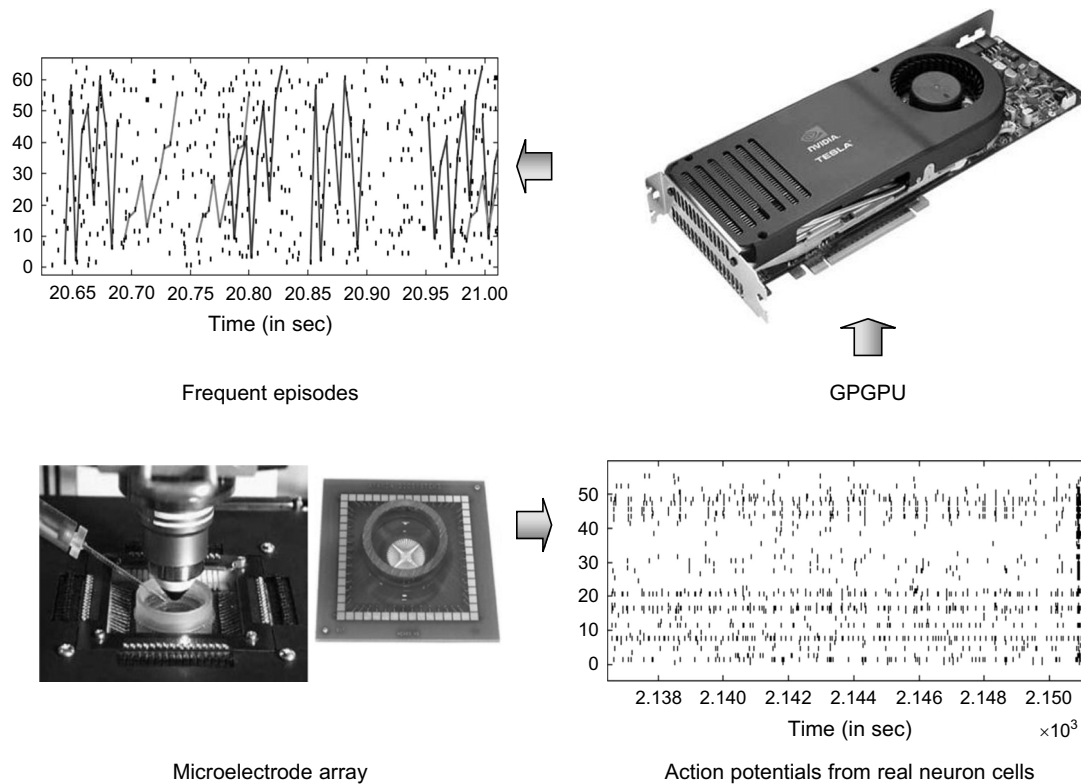 60
50
40
30
20
10
0
20.65 20.70 20.75 20.80 20.85 20.90 20.95 21.00
Time (in sec)
Frequent episodes
NVIDIA.
TESLA
GPGPU
Microelectrode array
50
40
30
20
10
0
2.138 2.140 2.142 2.144 2.146 2.148 2.150
Time (in sec) ×10³
Action potentials from real neuron cells